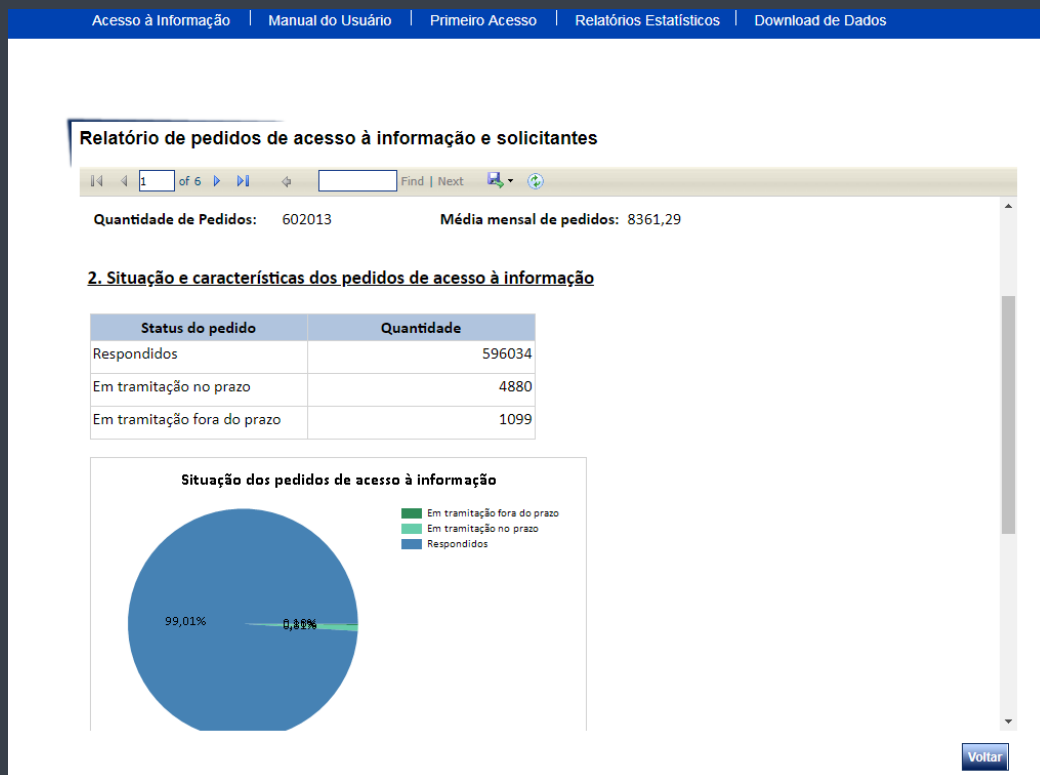 Acesso à Informação | Manual do Usuário | Primeiro Acesso | Relatórios Estatísticos | Download de Dados
Relatório de pedidos de acesso à informação e solicitantes
1 of 6 Find | Next
Quantidade de Pedidos: 602013 Média mensal de pedidos: 8361,29
2. Situação e características dos pedidos de acesso à informação
Status do pedido Quantidade
Respondidos 596034
Em tramitação no prazo 4880
Em tramitação fora do prazo 1099
Situação dos pedidos de acesso à informação
Em tramitação fora do prazo
Em tramitação no prazo
Respondidos
99,01%
Voltar